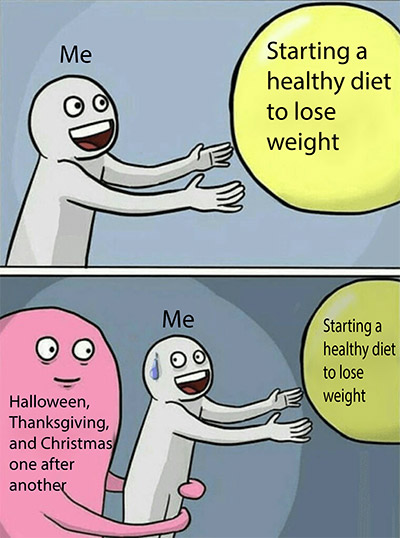 Me
Starting a
healthy diet
to lose
weight
Me
Starting a
healthy diet
to lose
weight
Halloween,
Thanksgiving,
and Christmas
one after
another